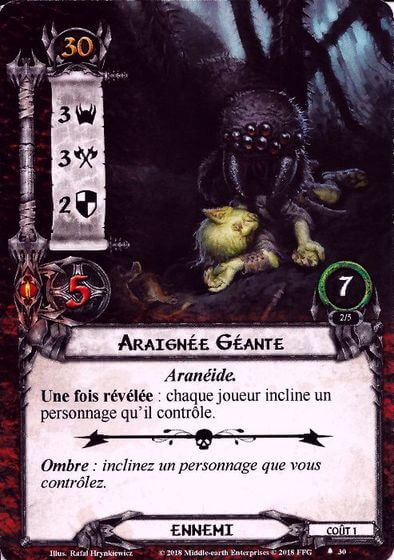 30
3
3
2
5
7
2/5
Araignée Géante
Aranéide.
Une fois révélée : chaque joueur incline un
personnage qu'il contrôle.
Ombre : inclinez un personnage que vous
contrôlez.
ENNEMI
COÛT 1
Illus. Rafał Hrynkiewicz © 2018 Middle-earth Enterprises © 2018 FFG 30